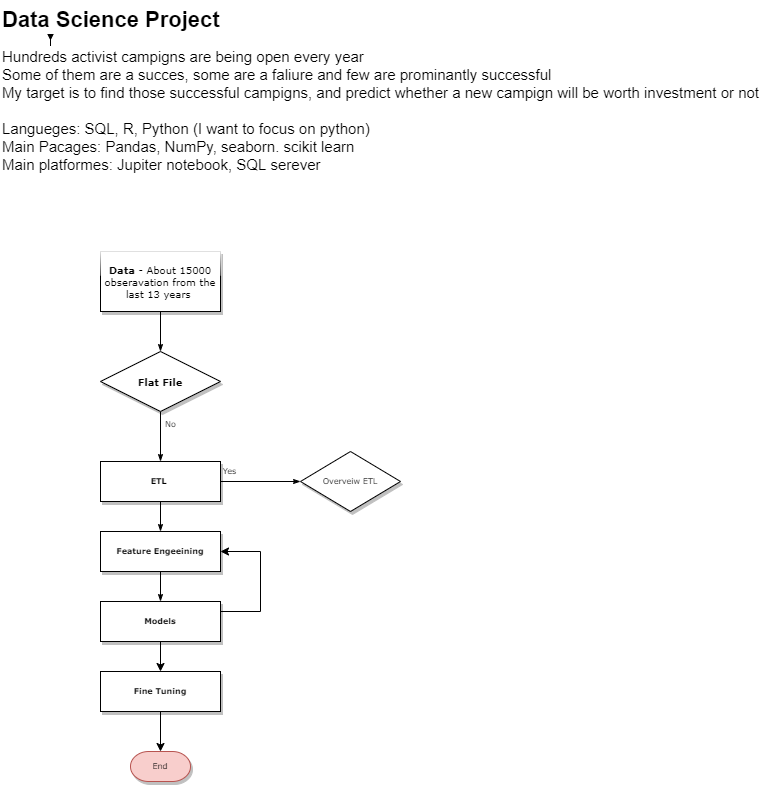 Data Science Project
Hundreds activist campigns are being open every year
Some of them are a succes, some are a faliure and few are prominantly successful
My target is to find those successful campigns, and predict whether a new campign will be worth investment or not
Langueges: SQL, R, Python (I want to focus on python)
Main Pacages: Pandas, NumPy, seaborn. scikit learn
Main platformes: Jupiter notebook, SQL serever
Data - About 15000
obseravation from the
last 13 years
Flat File
No
ETL
Yes
Overveiw ETL
Feature Engeeining
Models
Fine Tuning
End